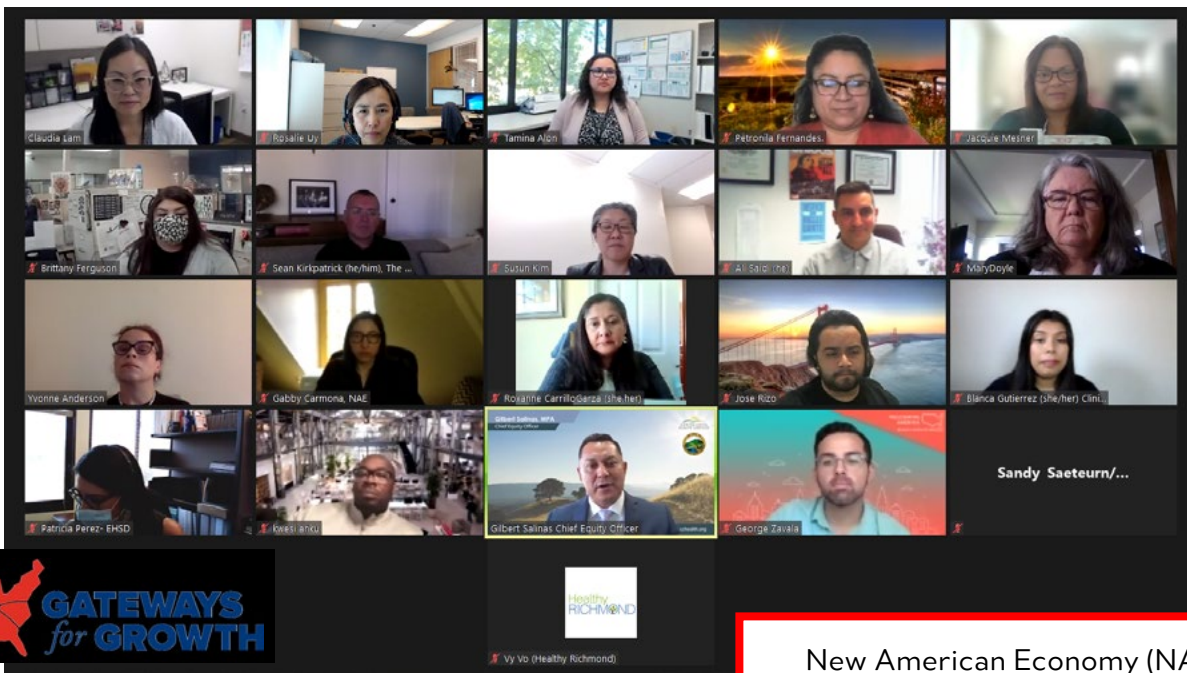 Claudia Lam
Rosalie Uy
Tamina Alon
Petronila Fernandes.
Jacquie Mesner
Brittany Ferguson
Sean Kirkpatrick (he/him), The ...
Susun Kim
Ali Saidi (he)
MaryDoyle
Yvonne Anderson
Gabby Carmona, NAE
Roxanne CarrilloGarza (she,her)
Jose Rizo
Blanca Gutierrez (she/her) Clini...
Gilbert Salinas, MPA
Chief Equity Officer
Patricia Perez- EHSD
kwesi anku
Gilbert Salinas Chief Equity Officer
cchealth.org
George Zavala
Sandy Saeteurn/...
GATEWAYS
for GROWTH
Healthy
RICHMOND
Vy Vo (Healthy Richmond)
New American Economy (NA